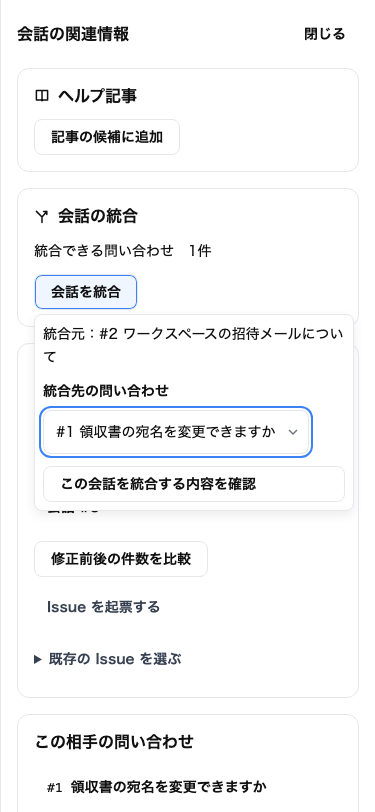 会話の関連情報 閉じる
ヘルプ記事
記事の候補に追加
会話の統合
統合できる問い合わせ 1件
会話を統合
統合元：#2 ワークスペースの招待メールについ
て
統合先の問い合わせ
#1 領収書の宛名を変更できますか
この会話を統合する内容を確認
修正前後の件数を比較
Issue を起票する
▶ 既存の Issue を選ぶ
この相手の問い合わせ
#1 領収書の宛名を変更できますか